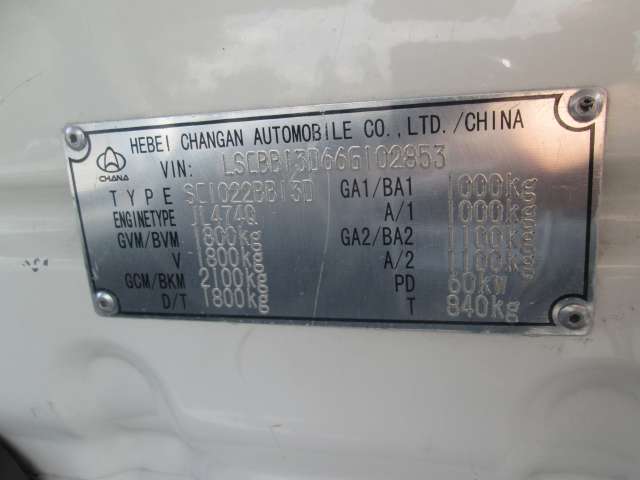 HEBEI CHANGAN AUTOMOBILE CO.,LTD./CHINA
CHANA
VIN: LSCBB13D66G102853
TYPE SC1022BB13D
ENGINETYPE JL474Q
GVM/BVM 1800kg
V 1800kg
GCM/BKM 2100kg
D/T 1800kg
GA1/BA1 1000kg
A/1 1000kg
GA2/BA2 1100kg
A/2 1100kg
PD 60KW
T 840kg